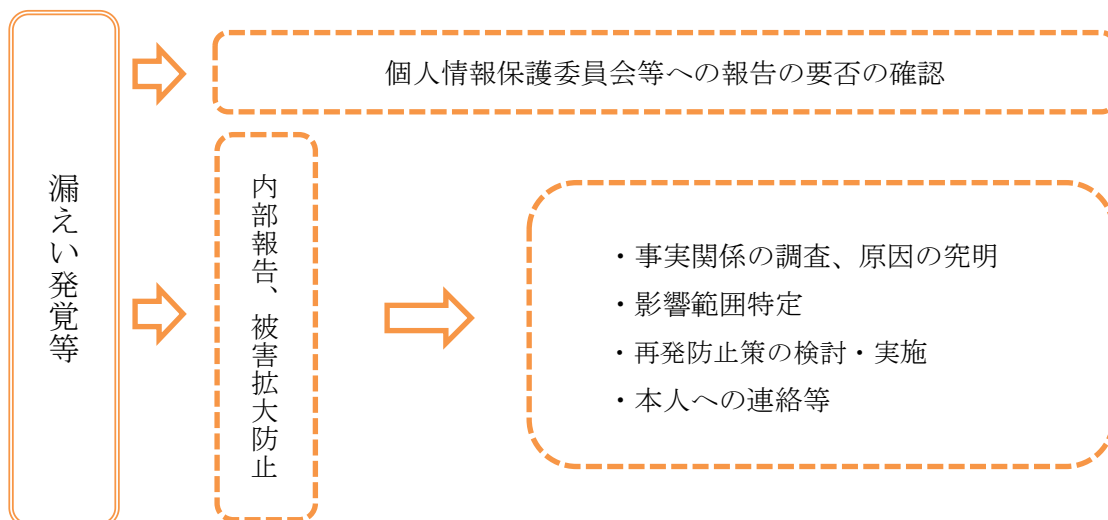 漏えい発覚等
個人情報保護委員会等への報告の要否の確認
内部報告、被害拡大防止
・事実関係の調査、原因の究明
・影響範囲特定
・再発防止策の検討・実施
・本人への連絡等